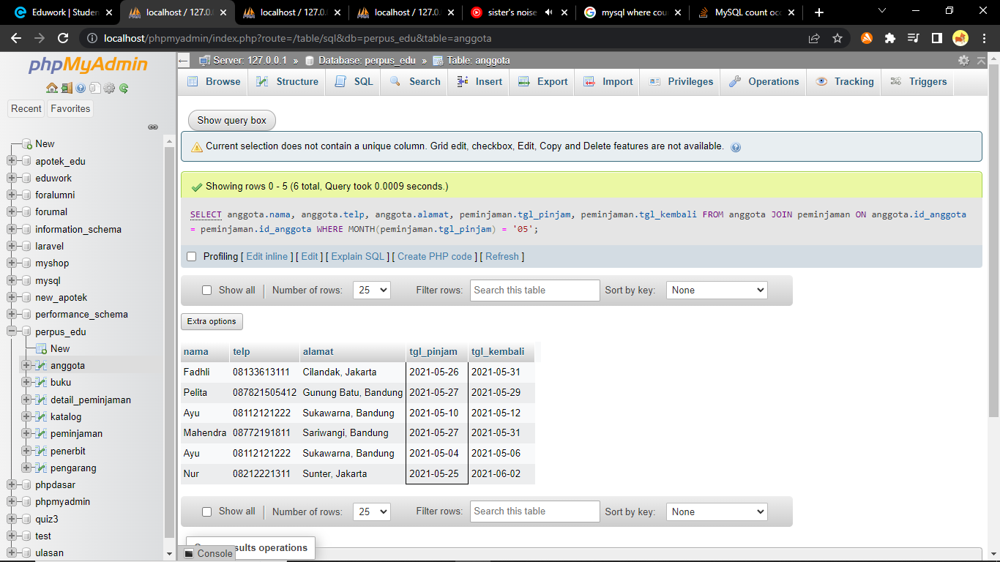 Eduwork | Studen
localhost / 127.0.
localhost / 127.0.
localhost / 127.0.
sister's noise
mysql where cou
MySQL count occ
localhost/phpmyadmin/index.php?route=/table/sql&db=perpus_edu&table=anggota
phpMyAdmin
Recent Favorites
New
apotek_edu
eduwork
foralumni
forumal
information_schema
laravel
myshop
mysql
new_apotek
performance_schema
perpus_edu
New
anggota
buku
detail_peminjaman
katalog
peminjaman
penerbit
pengarang
phpdasar
phpmyadmin
quiz3
test
ulasan
Server: 127.0.0.1 » Database: perpus_edu » Table: anggota
Browse Structure SQL Search Insert Export Import Privileges Operations Tracking Triggers
Show query box
Current selection does not contain a unique column. Grid edit, checkbox, Edit, Copy and Delete features are not available.
Showing rows 0 - 5 (6 total, Query took 0.0009 seconds.)
SELECT anggota.nama, anggota.telp, anggota.alamat, peminjaman.tgl_pinjam, peminjaman.tgl_kembali FROM anggota JOIN peminjaman ON anggota.id_anggota
= peminjaman.id_anggota WHERE MONTH(peminjaman.tgl_pinjam) = '05';
Profiling [ Edit inline ] [ Edit ] [ Explain SQL ] [ Create PHP code ] [ Refresh ]
Show all Number of rows: 25 Filter rows: Search this table Sort by key: None
Extra options
nama telp alamat tgl_pinjam tgl_kembali
Fadhli 08133613111 Cilandak, Jakarta 2021-05-26 2021-05-31
Pelita 087821505412 Gunung Batu, Bandung 2021-05-27 2021-05-29
Ayu 08112121222 Sukawarna, Bandung 2021-05-10 2021-05-12
Mahendra 08772191811 Sariwangi, Bandung 2021-05-27 2021-05-31
Ayu 08112121222 Sukawarna, Bandung 2021-05-04 2021-05-06
Nur 08212221311 Sunter, Jakarta 2021-05-25 2021-06-02
Show all Number of rows: 25 Filter rows: Search this table Sort by key: None
sults operations
Console